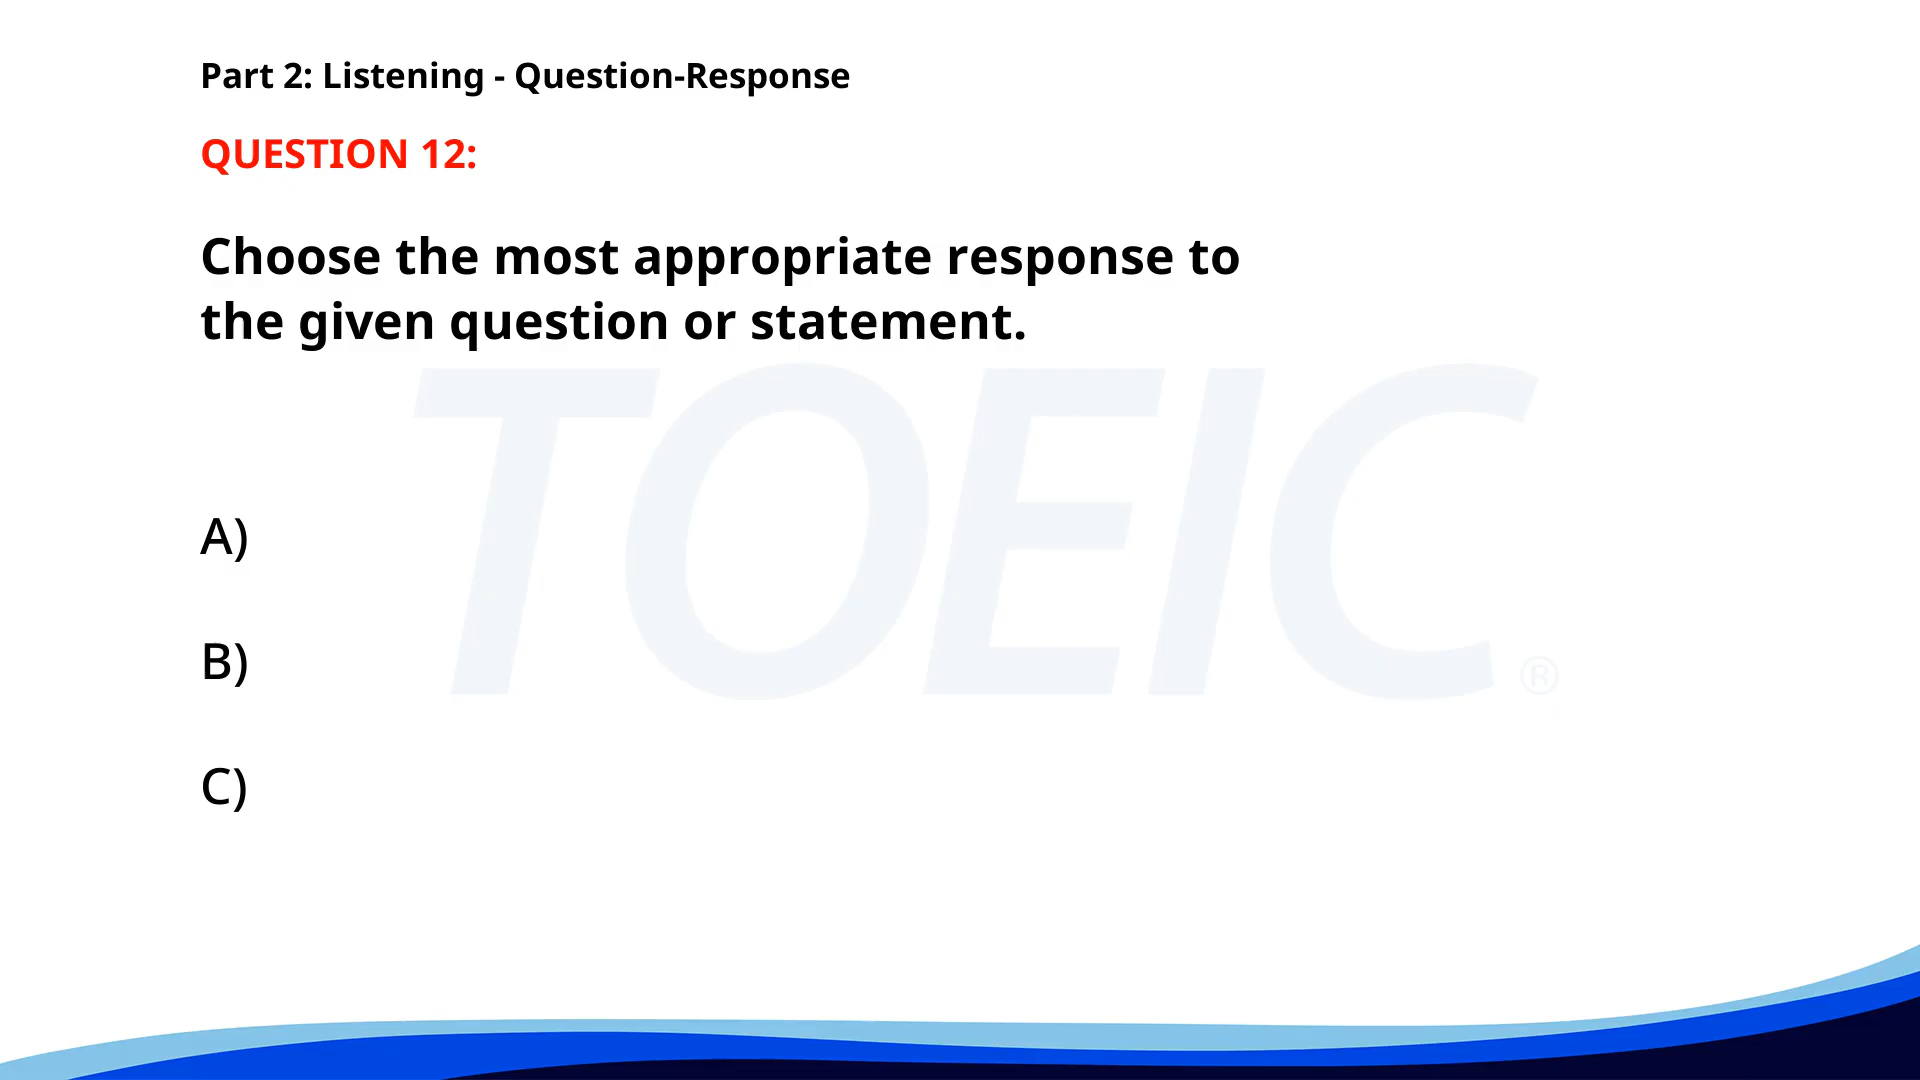 Part 2: Listening - Question-Response
QUESTION 12:
Choose the most appropriate response to
the given question or statement.
TOEIC®
A)
B)
C)